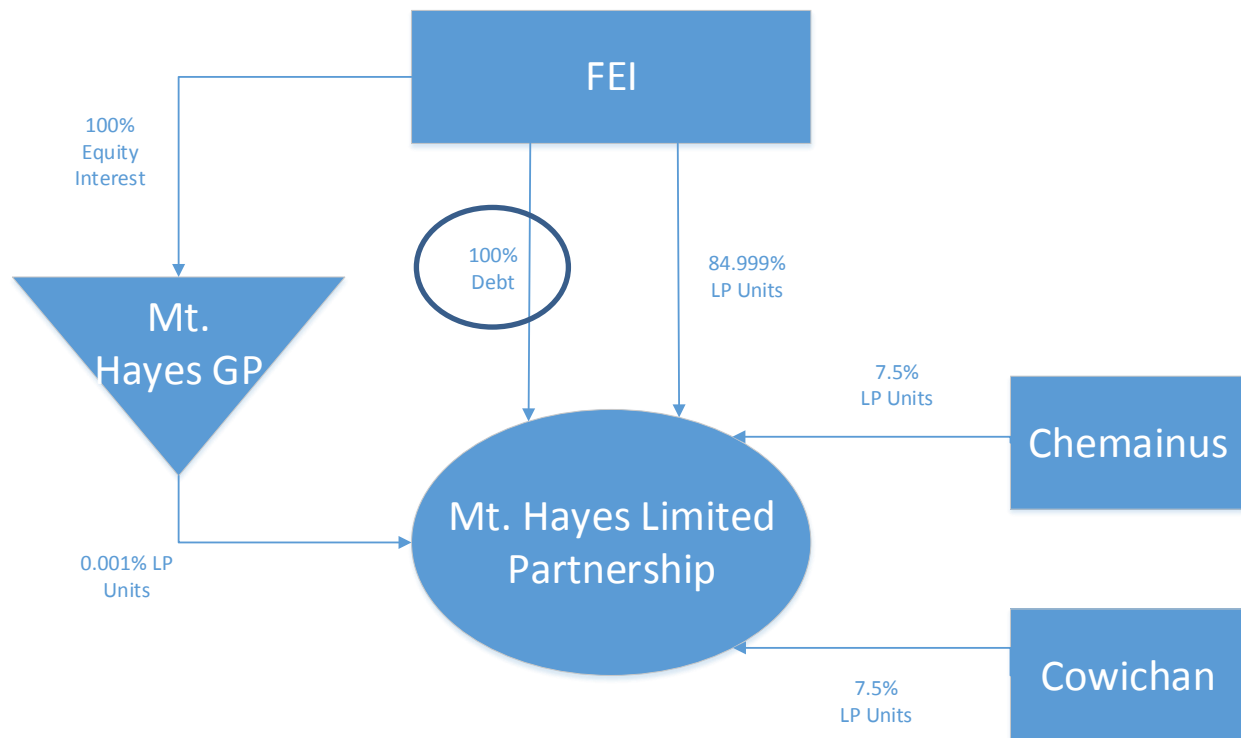 FEI
100%
Equity
Interest
100%
Debt
84.999%
LP Units
Mt.
Hayes GP
7.5%
LP Units
Chemainus
Mt. Hayes Limited
Partnership
0.001% LP
Units
Cowichan
7.5%
LP Units